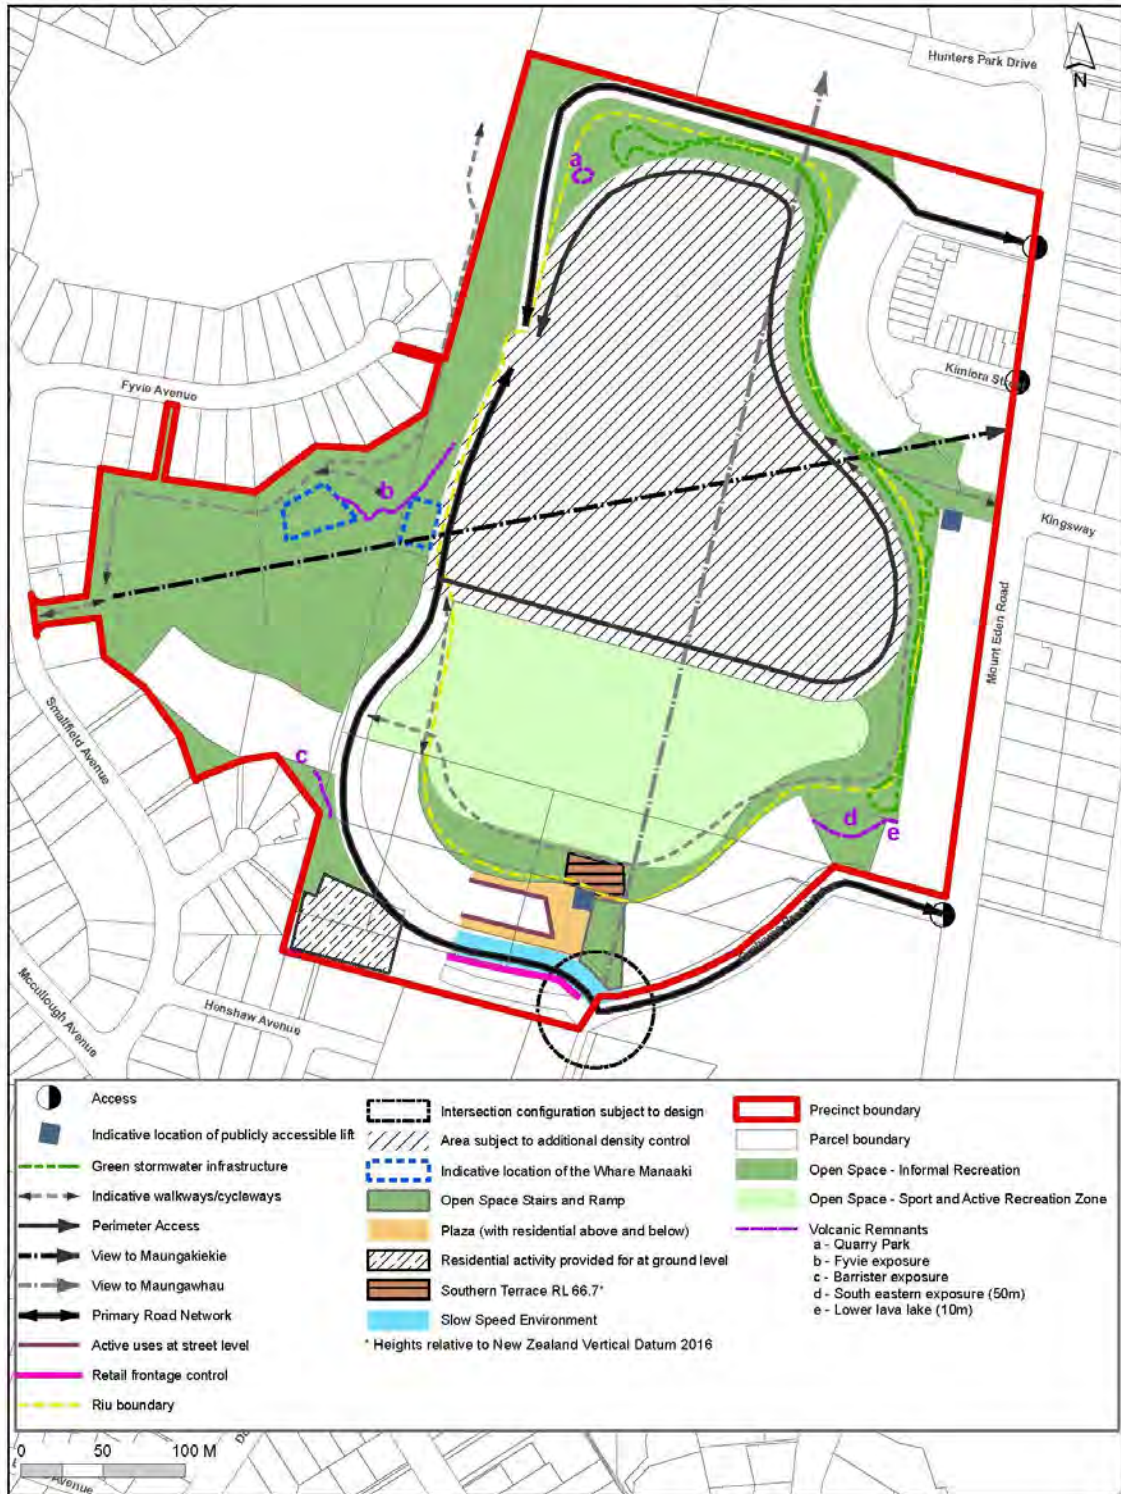 Hunters Park Drive
N
a
Kimiora Street
Fyvie Avenue
b
Kingsway
Mount Eden Road
Smallfield Avenue
c
d
e
Henshaw Avenue
Mccullough Avenue
Access
Indicative location of publicly accessible lift
Green stormwater infrastructure
Indicative walkways/cycleways
Perimeter Access
View to Maungakiekie
View to Maungawhau
Primary Road Network
Active uses at street level
Retail frontage control
Riu boundary
Intersection configuration subject to design
Area subject to additional density control
Indicative location of the Whare Manaaki
Open Space Stairs and Ramp
Plaza (with residential above and below)
Residential activity provided for at ground level
Southern Terrace RL 66.7*
Slow Speed Environment
* Heights relative to New Zealand Vertical Datum 2016
Precinct boundary
Parcel boundary
Open Space - Informal Recreation
Open Space - Sport and Active Recreation Zone
Volcanic Remnants
a - Quarry Park
b - Fyvie exposure
c - Barrister exposure
d - South eastern exposure (50m)
e - Lower lava lake (10m)
0 50 100 M
Avenue